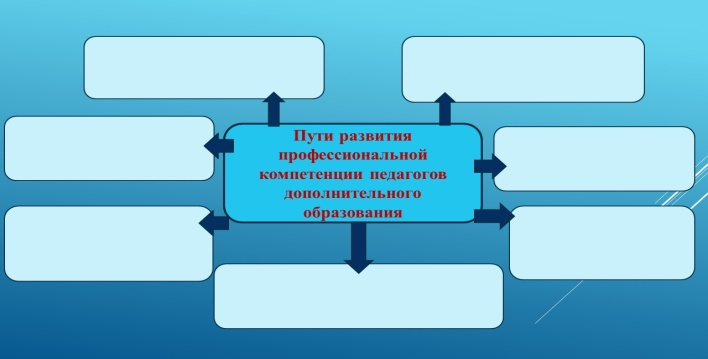 Пути развития
профессиональной
компетенции педагогов
дополнительного
образования